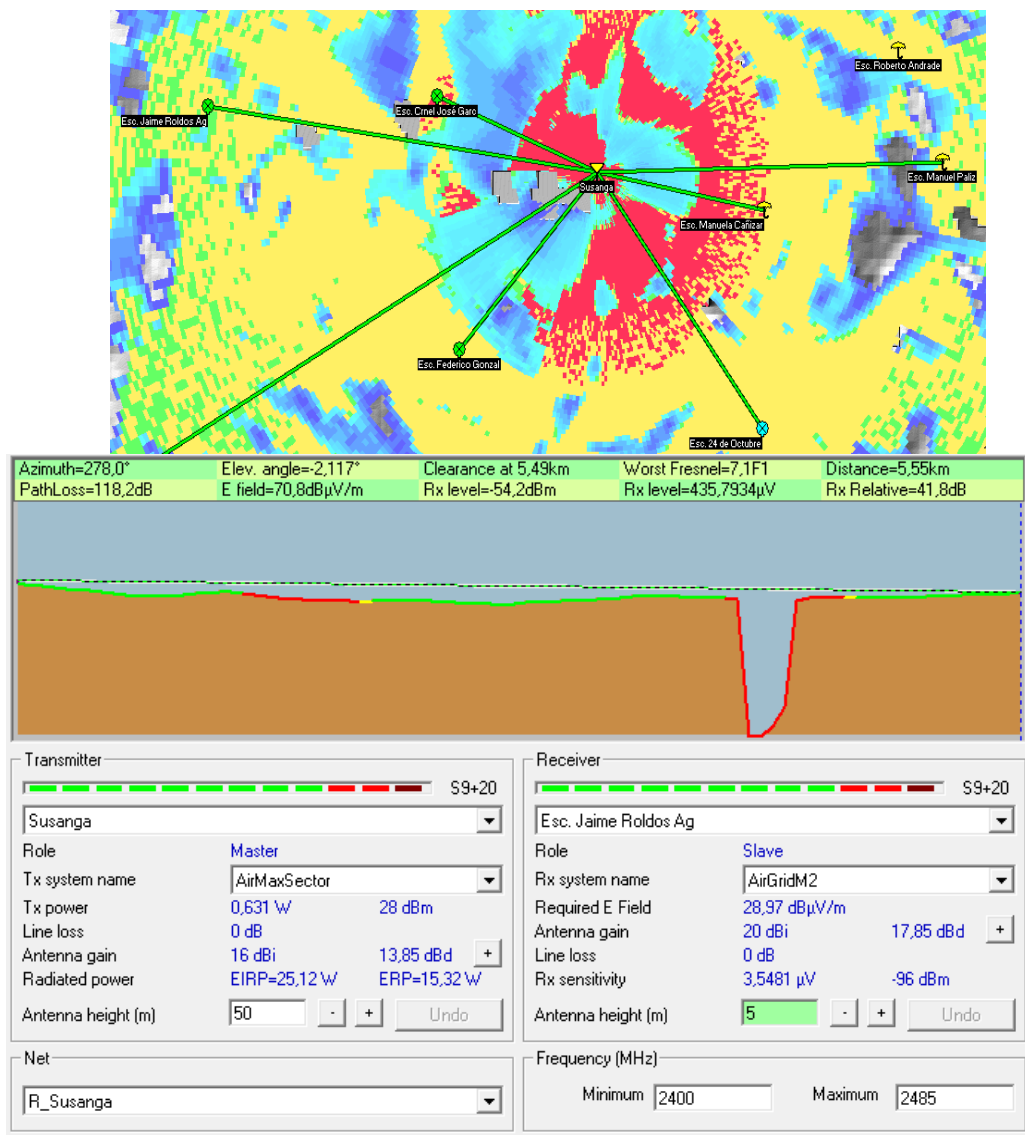 Esc. Roberto Andrade
Esc. Crnel José Garc
Esc. Jaime Roldos Ag
Esc. Manuel Paliz
Susanga
Esc. Manuela Cañizar
Esc. Federico Gonzal
Esc. 24 de Octubre
Azimuth=278,0° Elev. angle=-2,117° Clearance at 5,49km Worst Fresnel=7,1F1 Distance=5,55km
PathLoss=118,2dB E field=70,8dBµV/m Rx level=-54,2dBm Rx level=435,7934µV Rx Relative=41,8dB
Transmitter Receiver
S9+20 S9+20
Susanga Esc. Jaime Roldos Ag
Role Master Role Slave
Tx system name AirMaxSector Rx system name AirGridM2
Tx power 0,631 W 28 dBm Required E Field 28,97 dBµV/m
Line loss 0 dB Antenna gain 20 dBi 17,85 dBd +
Antenna gain 16 dBi 13,85 dBd + Line loss 0 dB
Radiated power EIRP=25,12 W ERP=15,32 W Rx sensitivity 3,5481 µV -96 dBm
Antenna height (m) 50 - + Undo Antenna height (m) 5 - + Undo
Net Frequency (MHz)
R_Susanga Minimum 2400 Maximum 2485